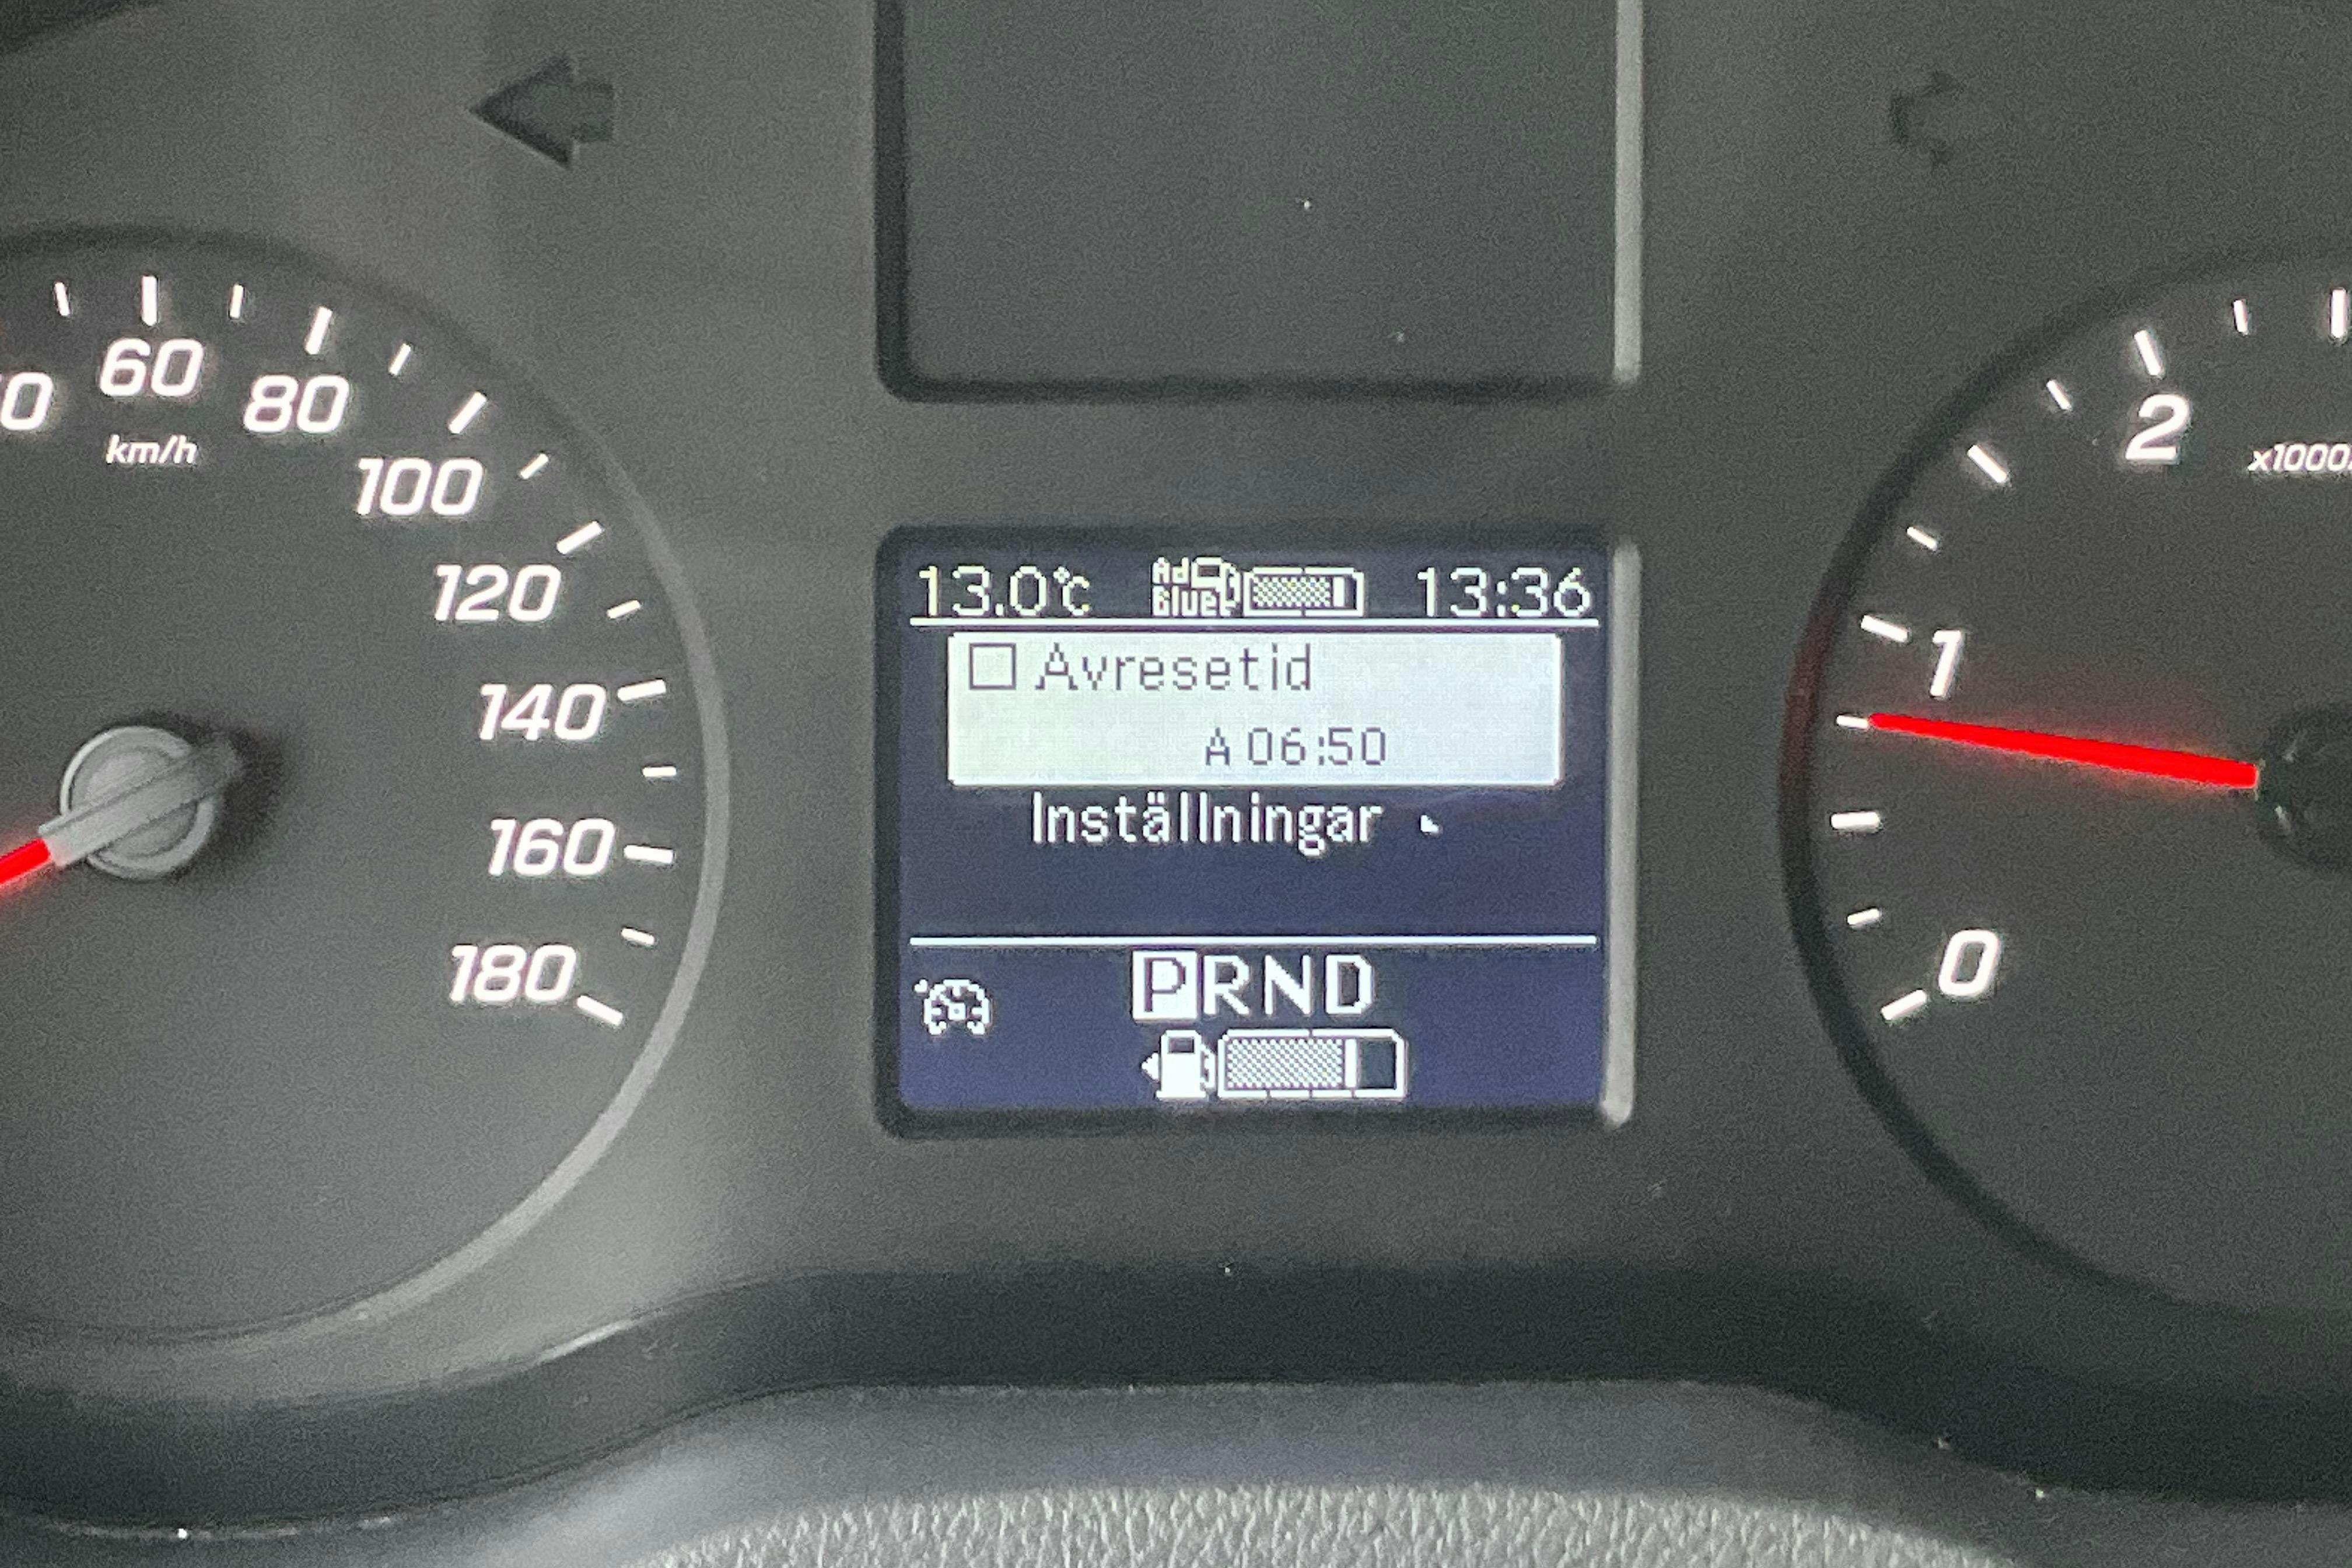 60
80
km/h
100
120
140
160
180
13.0°C Ad Blue 13:36
Avresetid
A 06:50
Inställningar
PRND
2
x1000
1
0